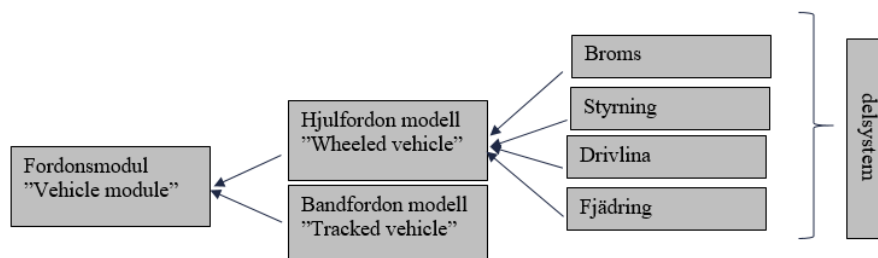 Fordonsmodul
”Vehicle module”
Hjulfordon modell
”Wheeled vehicle”
Bandfordon modell
”Tracked vehicle”
Broms
Styrning
Drivlina
Fjädring
delsystem